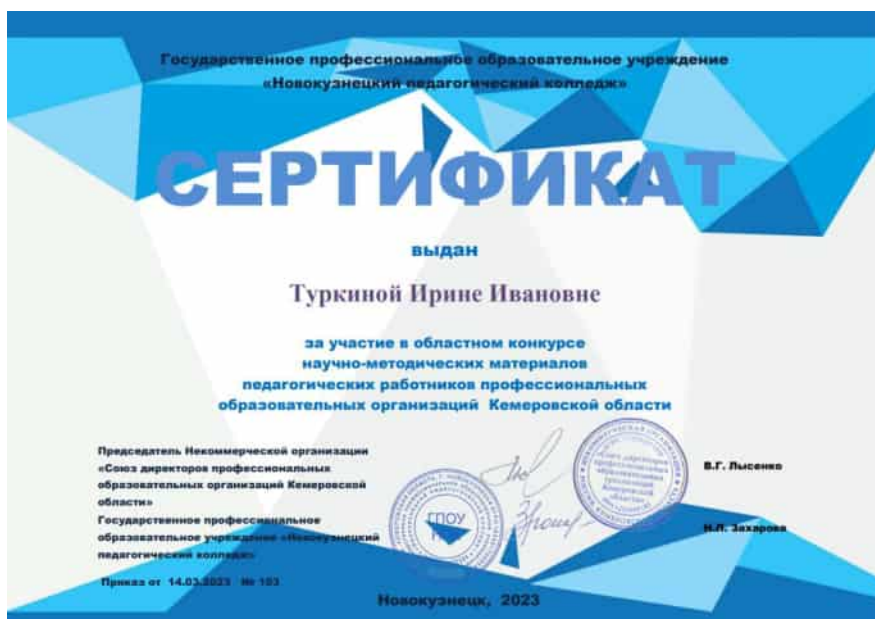 Государственное профессиональное образовательное учреждение
«Новокузнецкий педагогический колледж»
СЕРТИФИКАТ
выдан
Туркиной Ирине Ивановне
за участие в областном конкурсе
научно-методических материалов
педагогических работников профессиональных
образовательных организаций Кемеровской области
Председатель Некоммерческой организации
«Союз директоров профессиональных
образовательных организаций Кемеровской
области»
В.Г. Лысенко
Государственное профессиональное
образовательное учреждение «Новокузнецкий
педагогический колледж»
Н.Л. Захарова
ГПОУ
Приказ от 14.03.2023 № 103
Новокузнецк, 2023